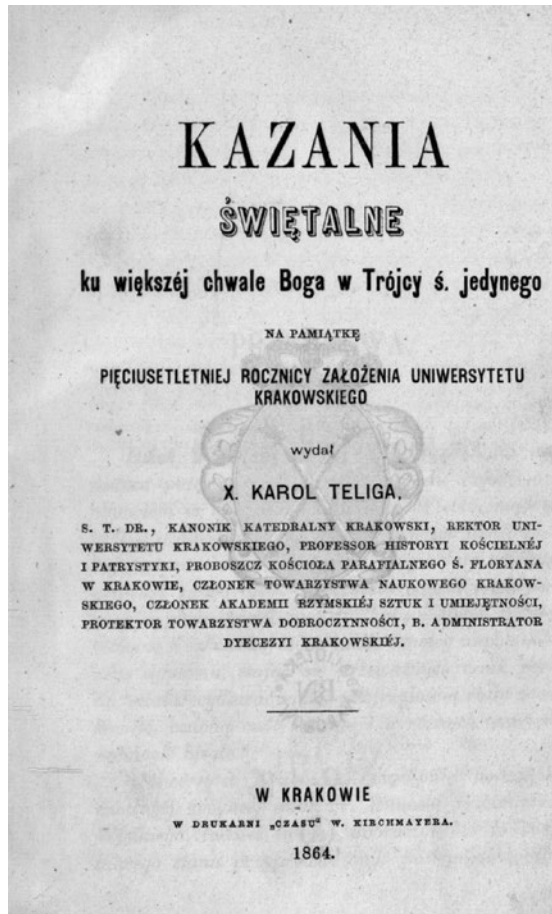 KAZANIA
ŚWIĘTALNE
ku większéj chwale Boga w Trójcy ś. jedynego
NA PAMIĄTKĘ
PIĘCIUSETLETNIEJ ROCZNICY ZAŁOŻENIA UNIWERSYTETU
KRAKOWSKIEGO
wydał
X. KAROL TELIGA,
S. T. DR., KANONIK KATEDRALNY KRAKOWSKI, REKTOR UNI-
WERSYTETU KRAKOWSKIEGO, PROFESSOR HISTORYI KOŚCIELNÉJ
I PATRYSTYKI, PROBOSZCZ KOŚCIOŁA PARAFIALNEGO Ś. FLORYANA
W KRAKOWIE, CZŁONEK TOWARZYSTWA NAUKOWEGO KRAKOW-
SKIEGO, CZŁONEK AKADEMII RZYMSKIÉJ SZTUK I UMIEJĘTNOŚCI,
PROTEKTOR TOWARZYSTWA DOBROCZYNNOŚCI, B. ADMINISTRATOR
DYECEZYI KRAKOWSKIÉJ.
W KRAKOWIE
W DRUKARNI „CZASU" W. KIRCHMAYERA.
1864.